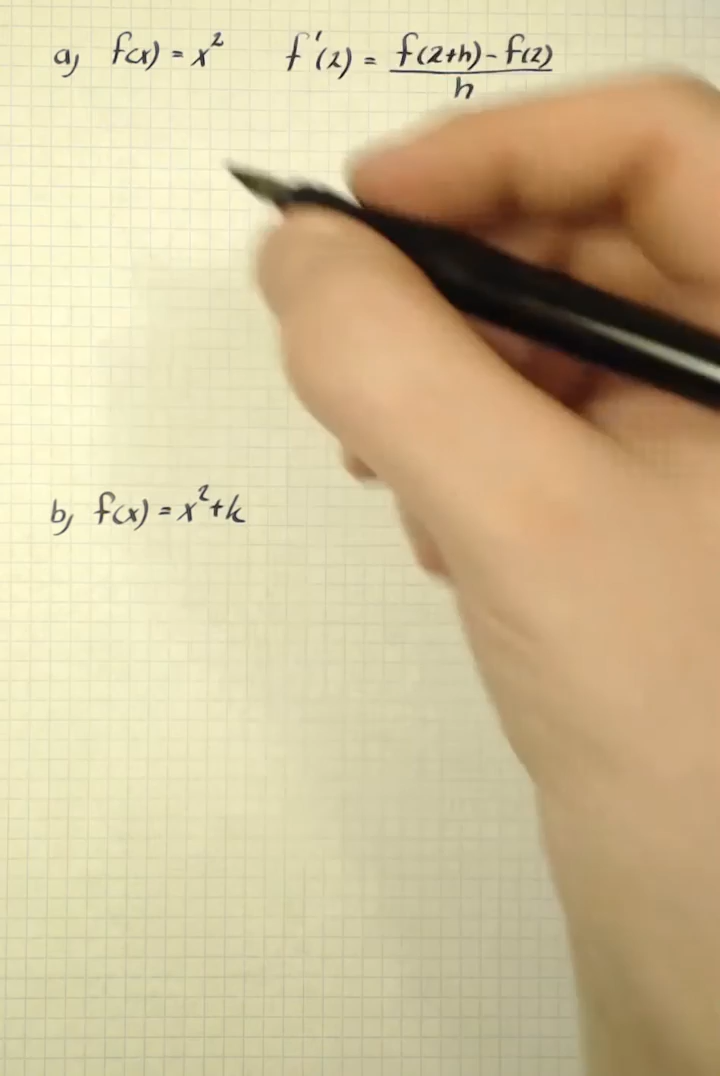 a) f(x) = x² f'(2) = f(2+h) - f(2) / h
b) f(x) = x² + k